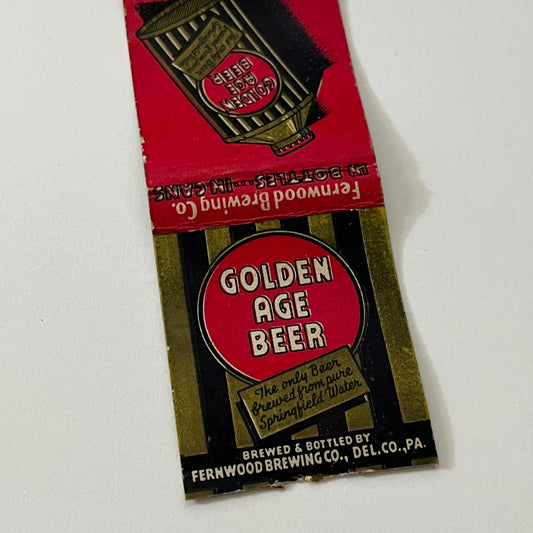 GOLDEN
AGE
BEER
IN BOTTLES...IN CANS
Fernwood Brewing Co.
GOLDEN
AGE
BEER
The only Beer
brewed from pure
Springfield Water
BREWED & BOTTLED BY
FERNWOOD BREWING CO., DEL.CO., PA.